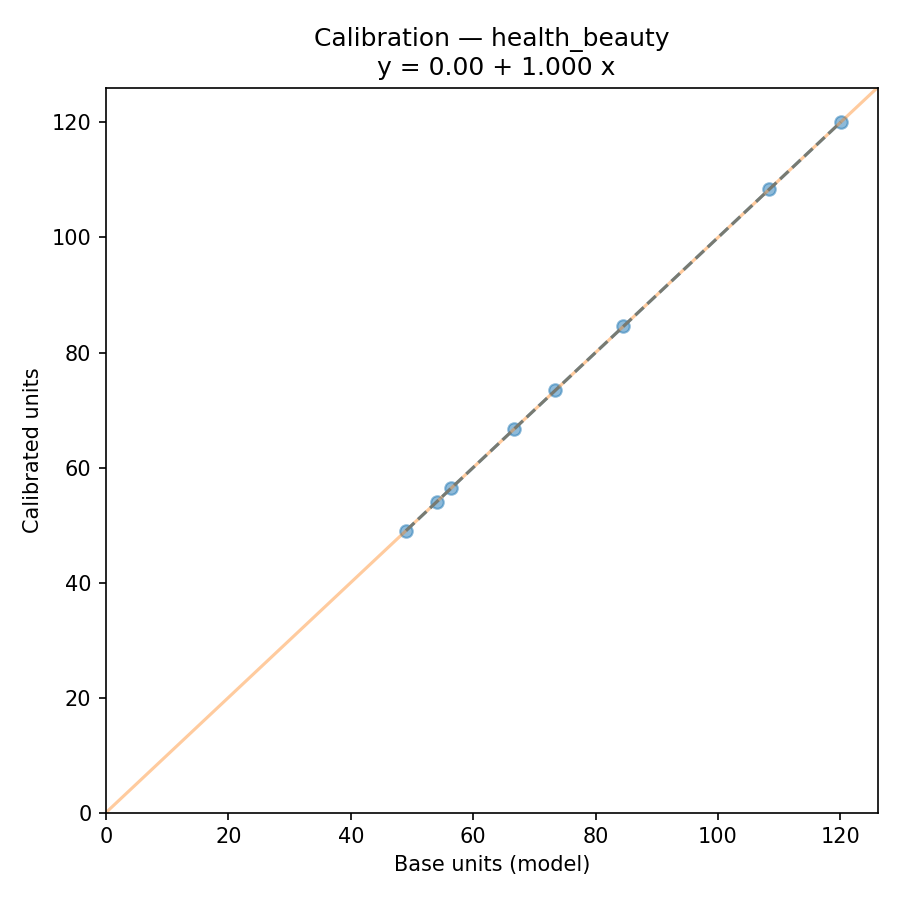 Calibration — health_beauty
y = 0.00 + 1.000 x
120
100
80
60
40
20
0
Calibrated units
0 20 40 60 80 100 120
Base units (model)